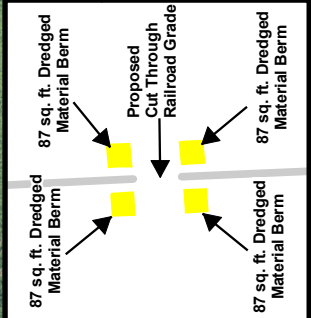 87 sq. ft. Dredged
Material Berm
Proposed
Cut Through
Railroad Grade
87 sq. ft. Dredged
Material Berm
87 sq. ft. Dredged
Material Berm
87 sq. ft. Dredged
Material Berm